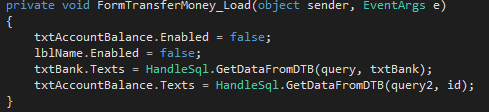 private void FormTransferMoney_Load(object sender, EventArgs e)
{
txtAccountBalance.Enabled = false;
lblName.Enabled = false;
txtBank.Texts = HandleSql.GetDataFromDTB(query, txtBank);
txtAccountBalance.Texts = HandleSql.GetDataFromDTB(query2, id);
}